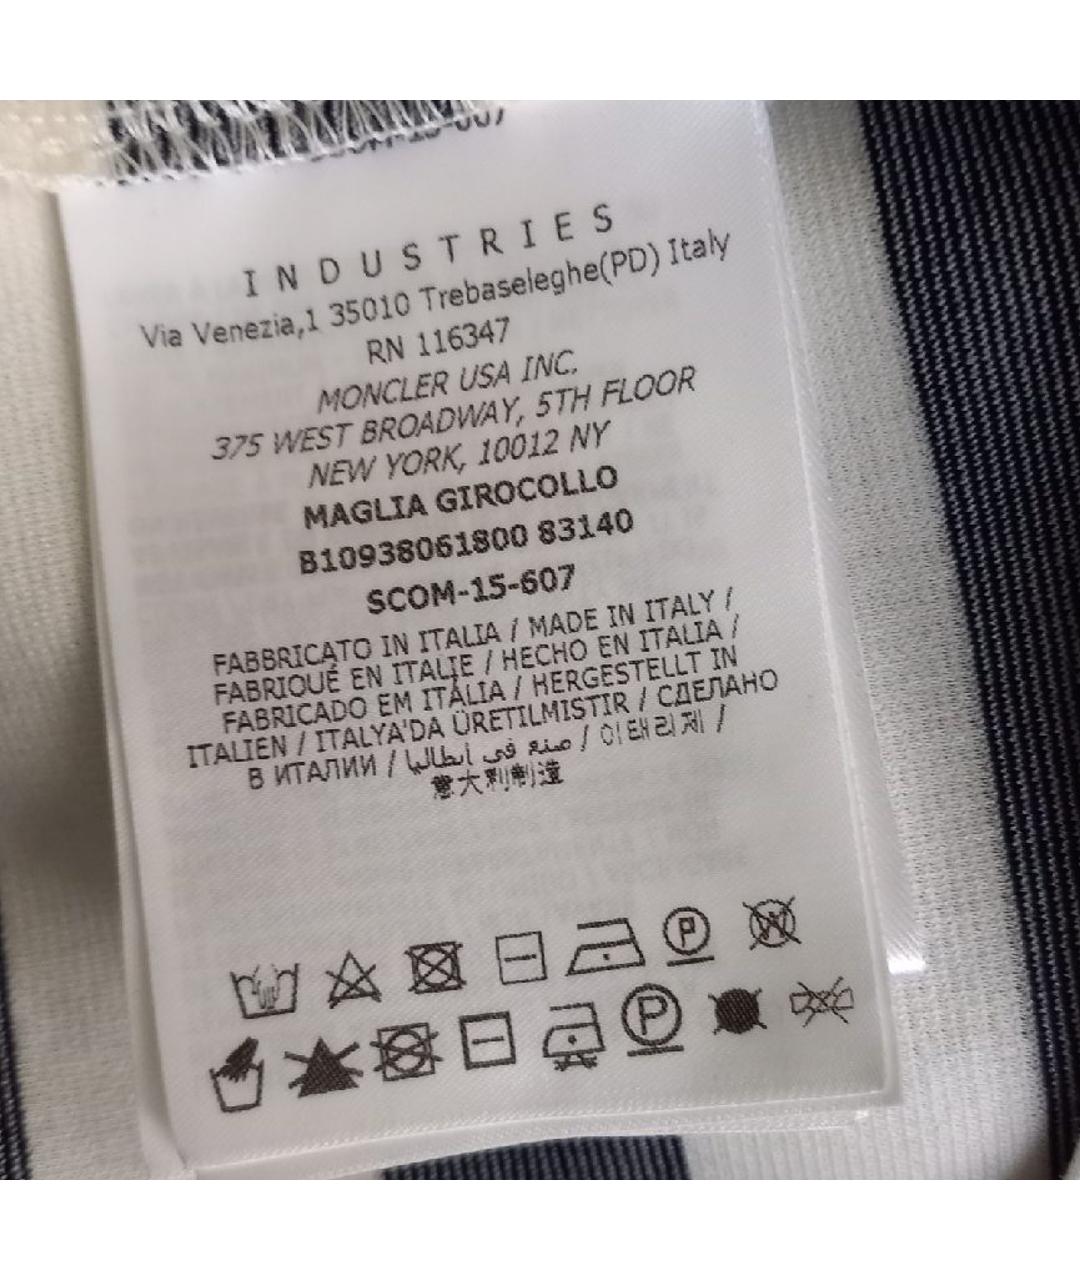 INDUSTRIES
Via Venezia,1 35010 Trebaseleghe(PD) Italy
RN 116347
MONCLER USA INC.
375 WEST BROADWAY, 5TH FLOOR
NEW YORK, 10012 NY
MAGLIA GIROCOLLO
B10938061800 83140
SCOM-15-607
FABBRICATO IN ITALIA / MADE IN ITALY /
FABRIQUÉ EN ITALIE / HECHO EN ITALIA /
FABRICADO EM ITÁLIA / HERGESTELLT IN
ITALIEN / ITALYA'DA ÜRETILMISTIR / СДЕЛАНО
В ИТАЛИИ / صنع في ايطاليا / 이태리제 /
意大利制造
P W
P